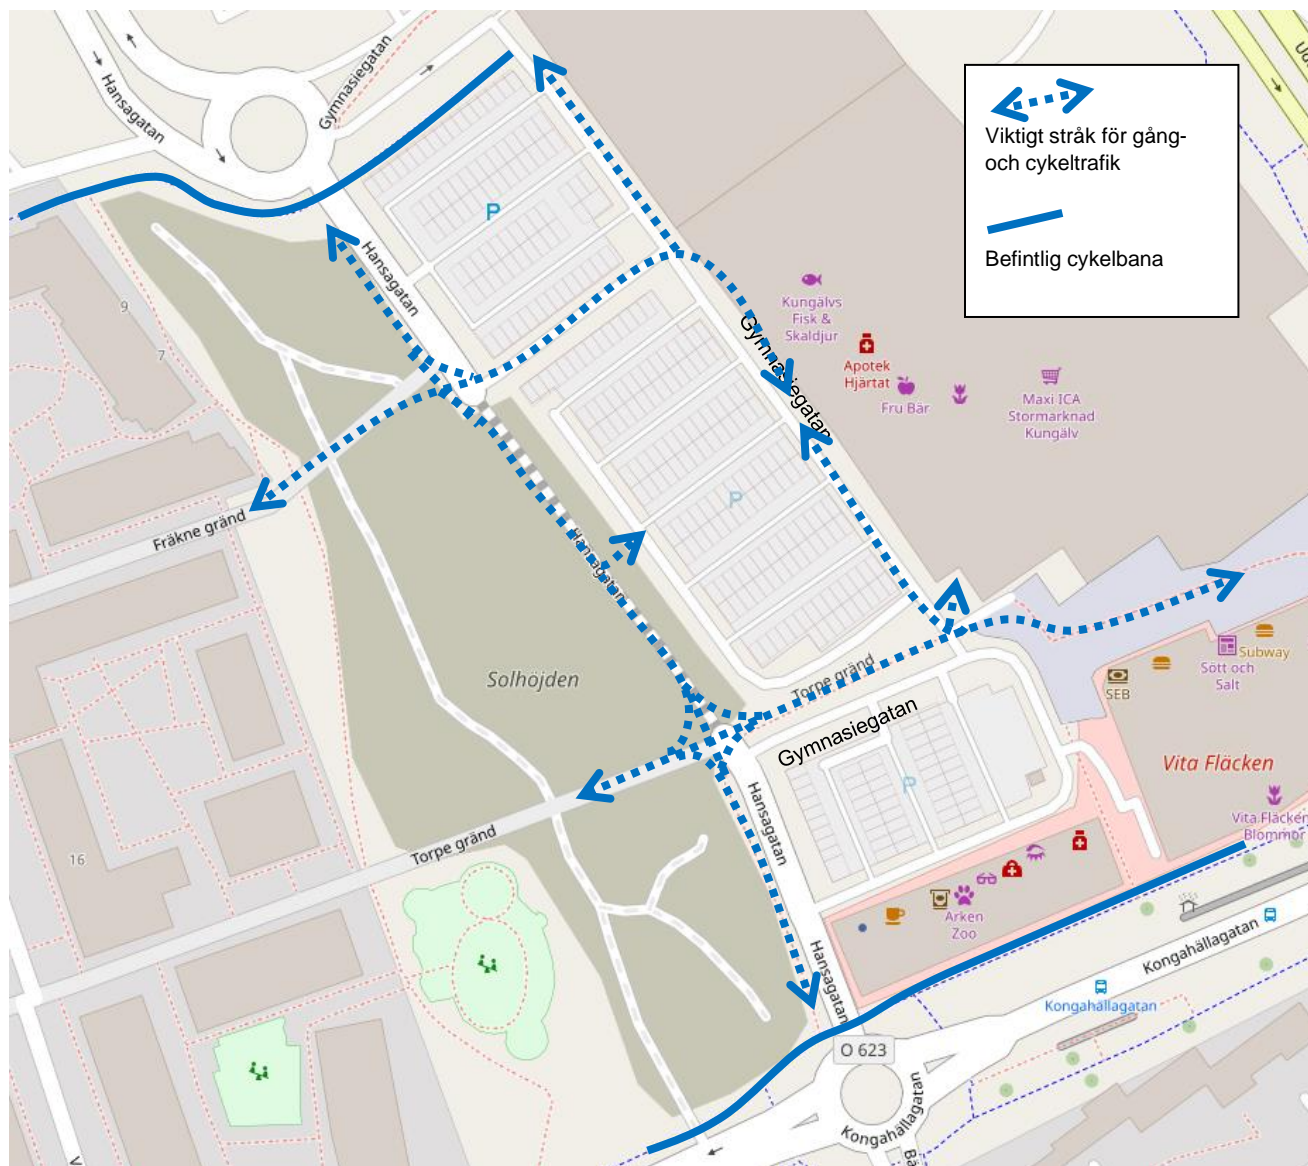 Viktigt stråk för gång-
och cykeltrafik
Befintlig cykelbana
Hansagatan
Gymnasiegatan
P
Hansagatan
9
7
Kungälvs
Fisk &
Skaldjur
Gymnasiegatan
Apotek
Hjärtat
Fru Bär
Maxi ICA
Stormarknad
Kungälv
P
Fräkne gränd
Hansagatan
Solhöjden
Torpe gränd
Subway
Sött och
Salt
SEB
Gymnasiegatan
Vita Fläcken
P
Hansagatan
Vita Fläcken
Blommor
Torpe gränd
16
Arken
Zoo
Hansagatan
Kongahällagatan
Kongahällagatan
O 623
Kongahällagatan